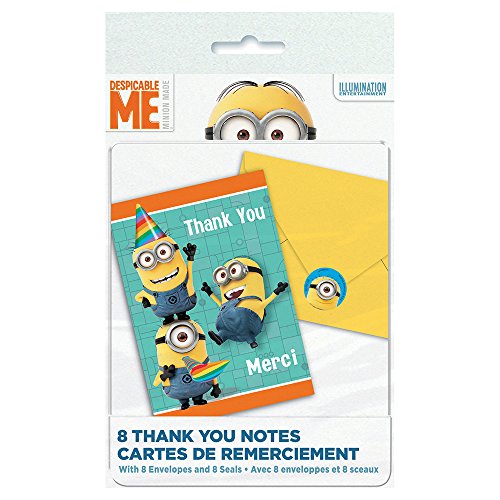 DESPICABLE
ME
MINION MADE
ILLUMINATION
ENTERTAINMENT
Thank You
Merci
8 THANK YOU NOTES
CARTES DE REMERCIEMENT
With 8 Envelopes and 8 Seals • Avec 8 enveloppes et 8 sceaux